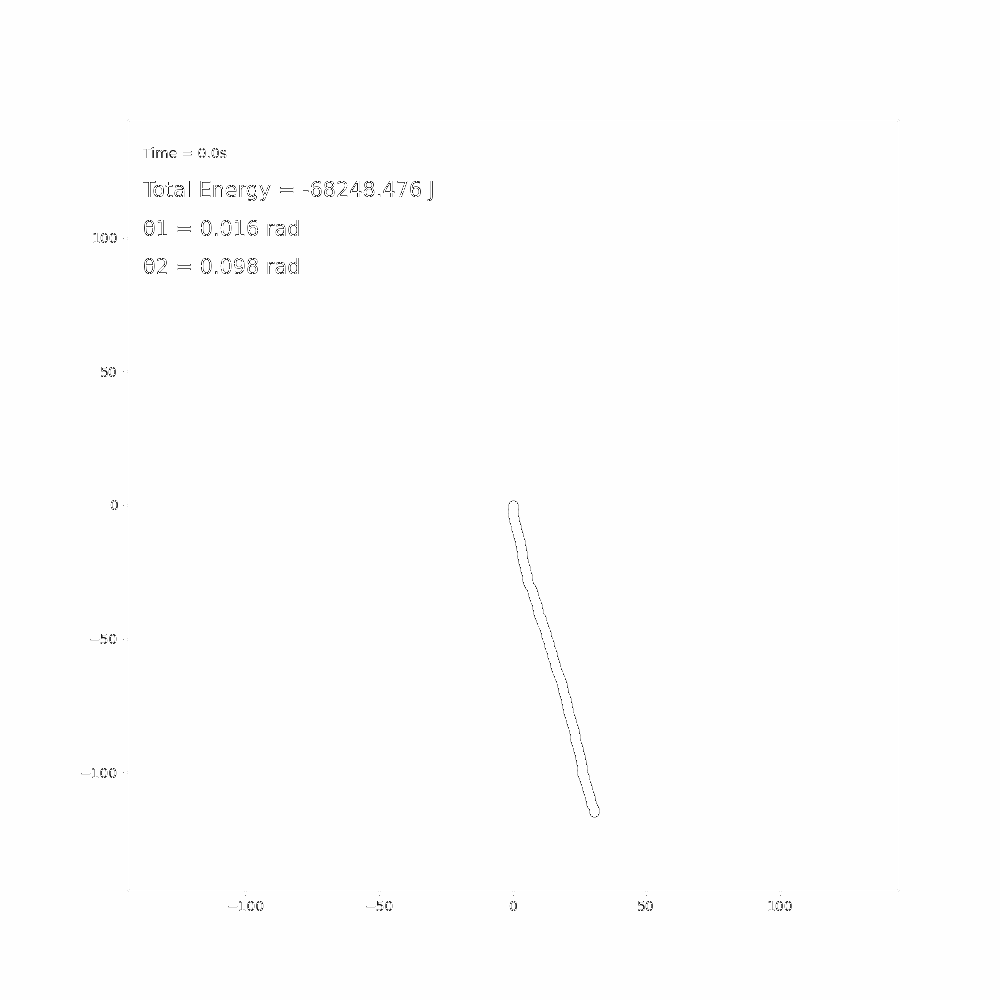 Time = 0.0s
Total Energy = -68248.476 J
θ1 = 0.016 rad
100
θ2 = 0.098 rad
50
0
−50
−100
−100 −50 0 50 100